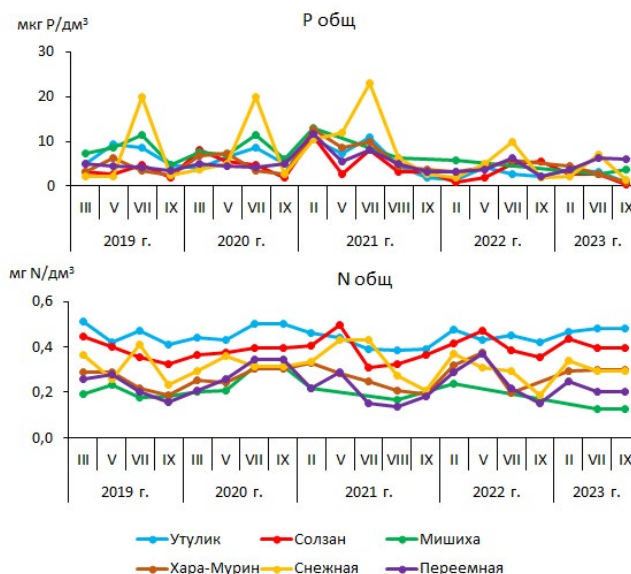 P общ
мкг P/дм³
30
20
10
0
III V VII IX III V VII IX II V VII VIII IX II V VII IX II VII IX
2019 г. 2020 г. 2021 г. 2022 г. 2023 г.
N общ
мг N/дм³
0,6
0,4
0,2
0,0
III V VII IX III V VII IX II V VII VIII IX II V VII IX II VII IX
2019 г. 2020 г. 2021 г. 2022 г. 2023 г.
Утулик Солзан Мишиха
Хара-Мурин Снежная Переемная